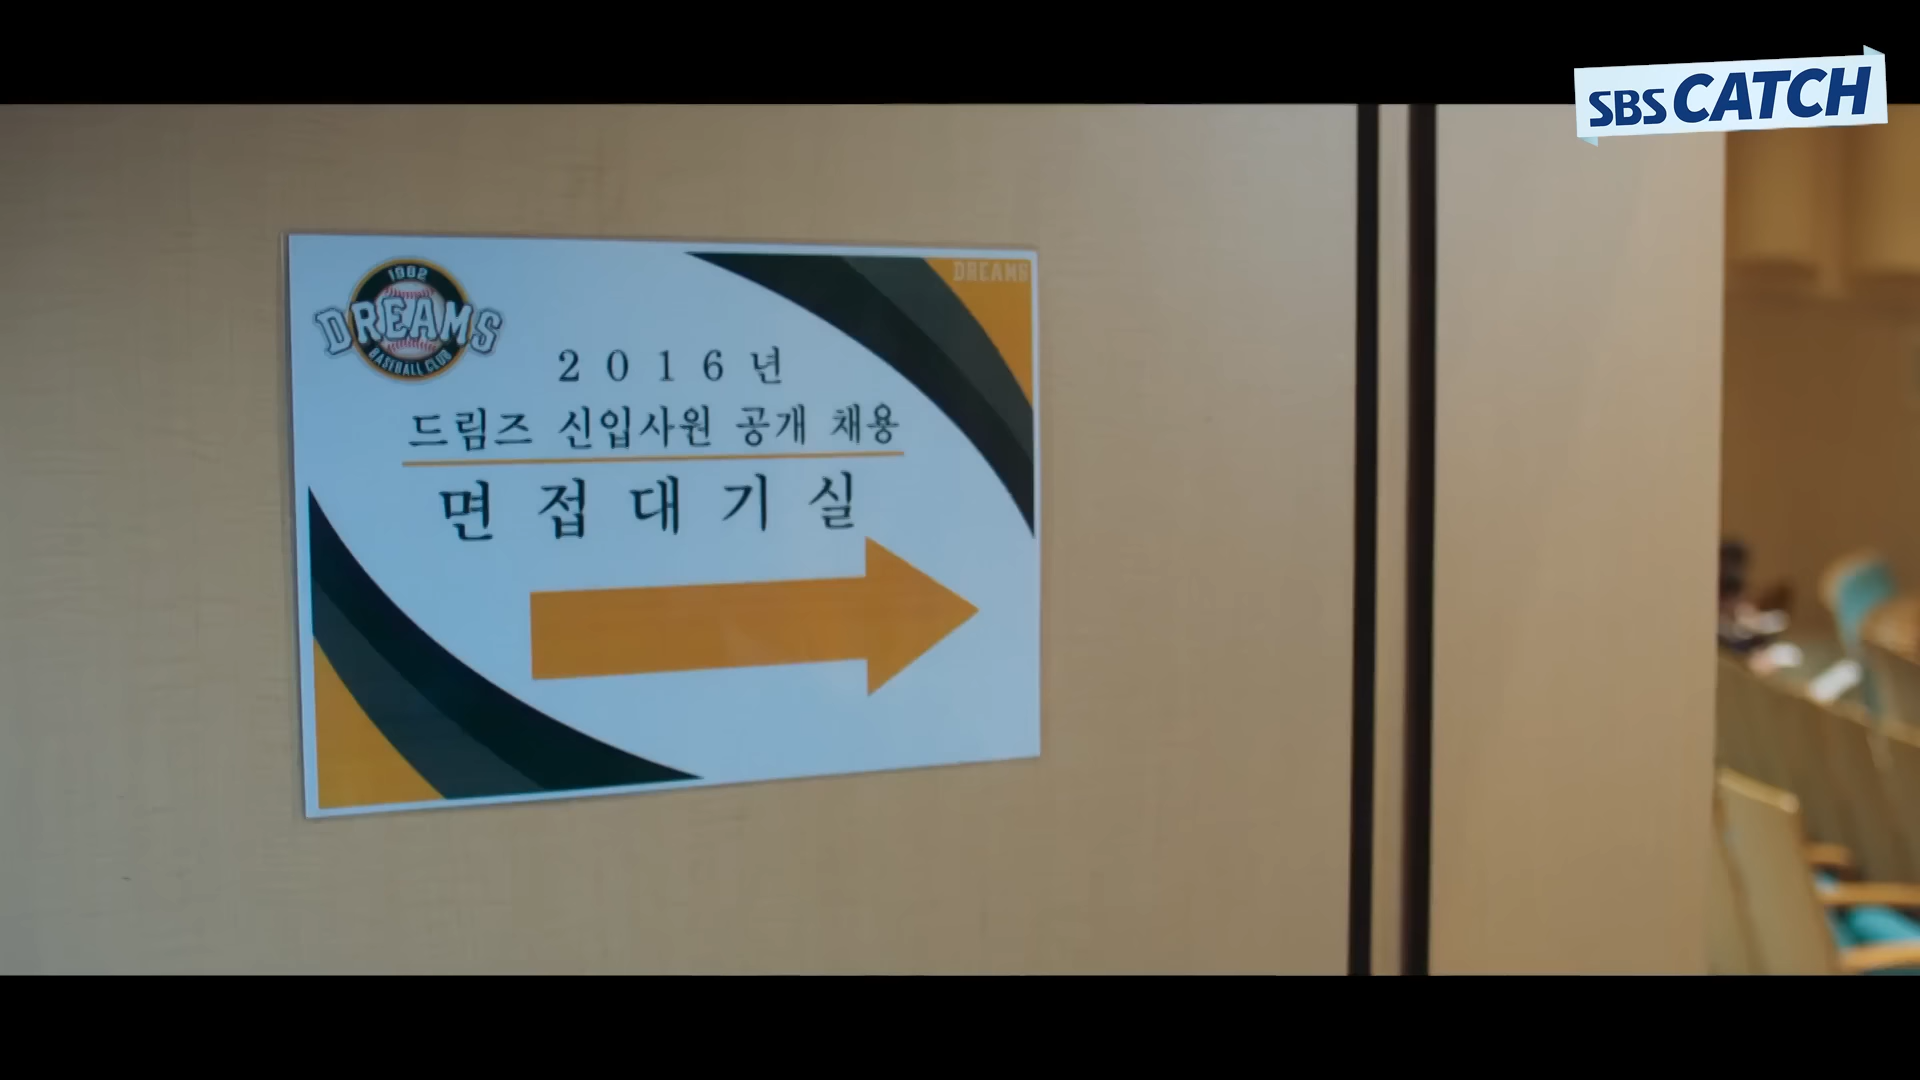 SBS CATCH
1982
DREAMS
BASEBALL CLUB
DREAMS
2016년
드림즈 신입사원 공개 채용
면접대기실